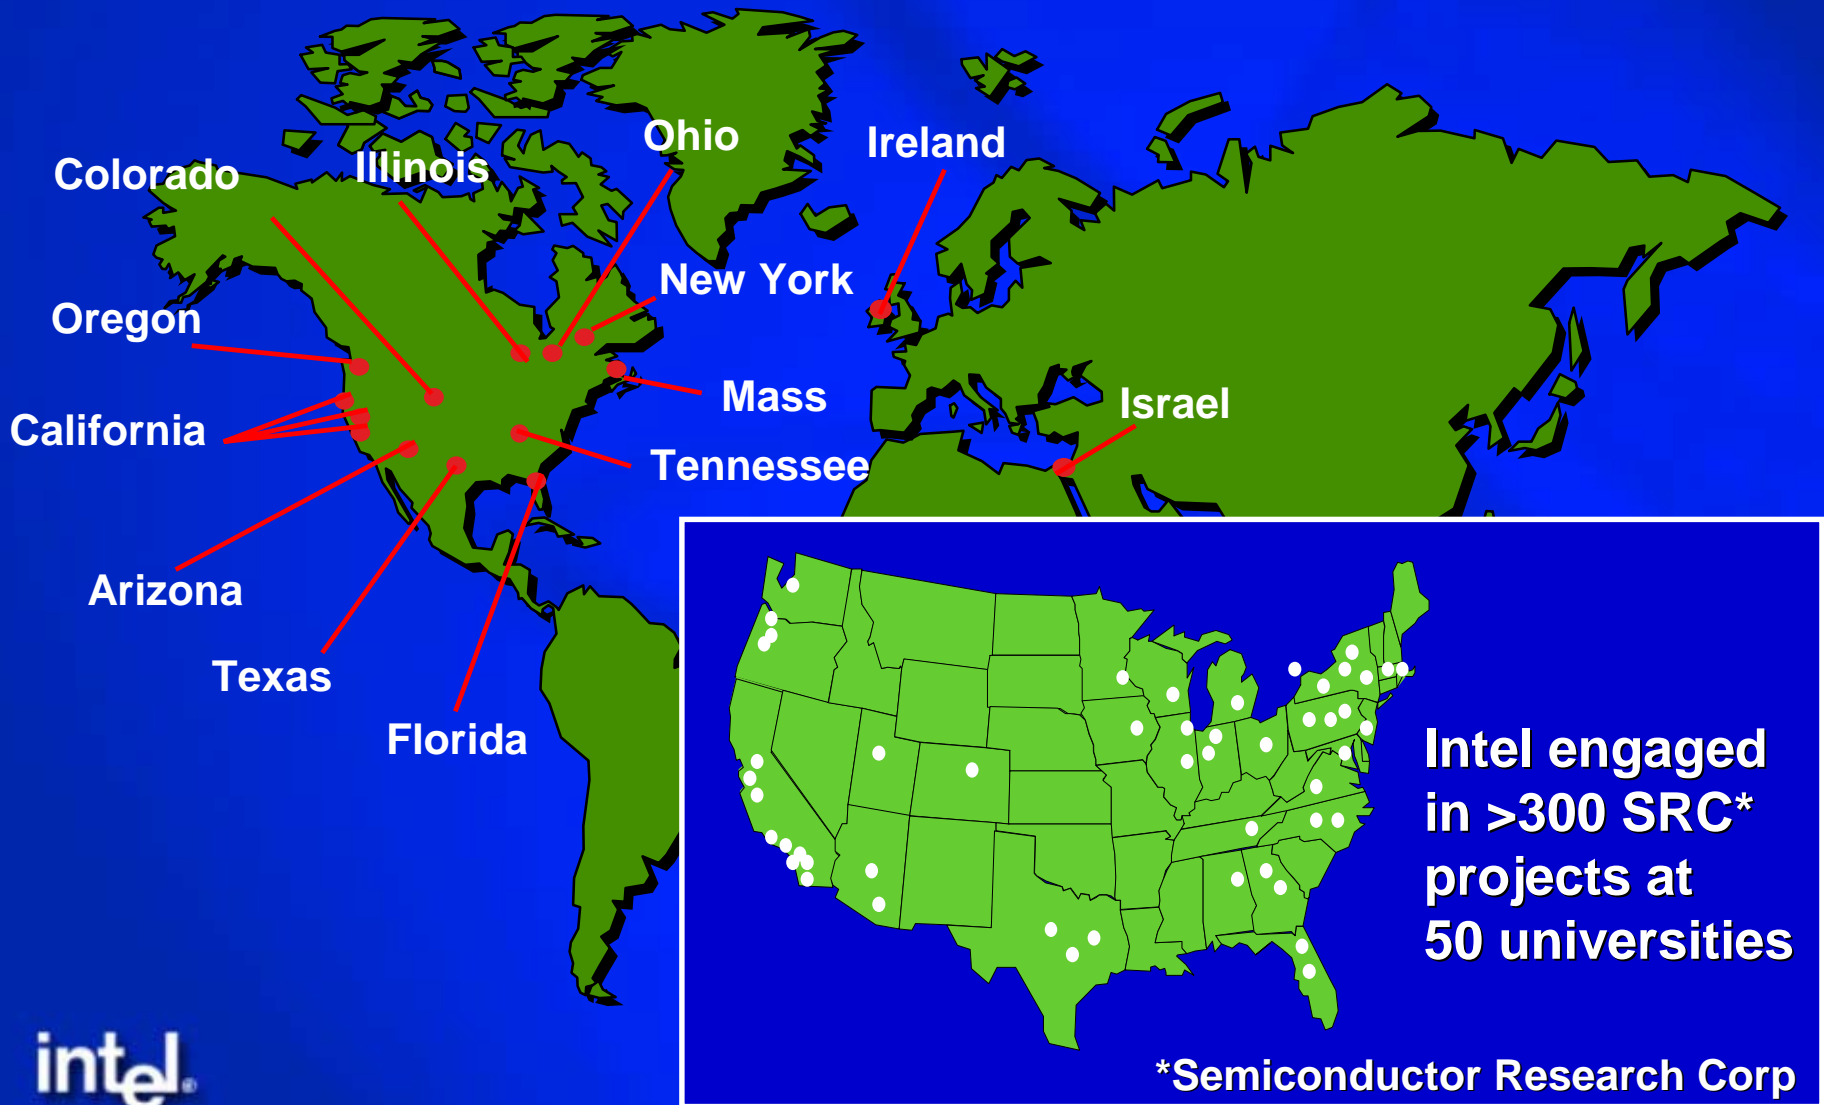 Ohio
Ireland
Colorado
Illinois
New York
Oregon
Mass
Israel
California
Tennessee
Arizona
Texas
Florida
Intel engaged
in >300 SRC*
projects at
50 universities
*Semiconductor Research Corp
intel®